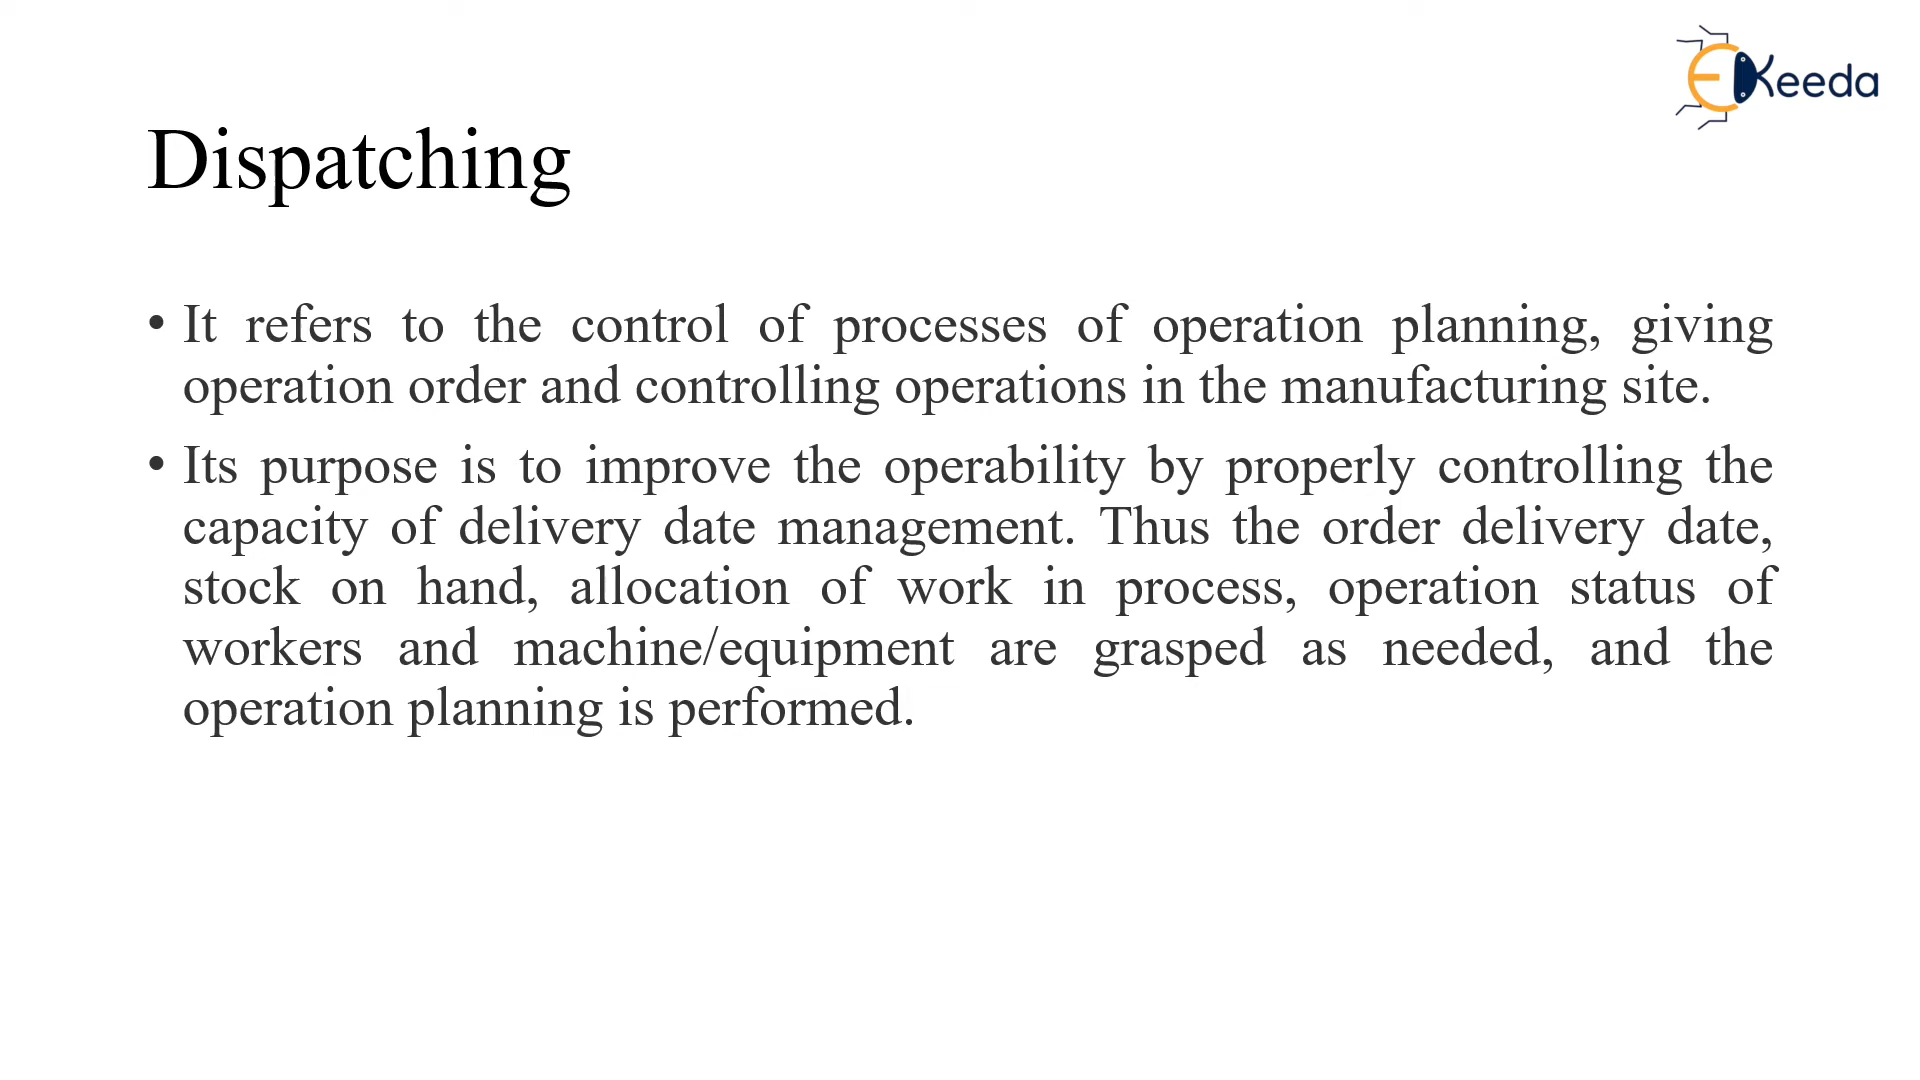 EKeeda
Dispatching
• It refers to the control of processes of operation planning, giving
operation order and controlling operations in the manufacturing site.
• Its purpose is to improve the operability by properly controlling the
capacity of delivery date management. Thus the order delivery date,
stock on hand, allocation of work in process, operation status of
workers and machine/equipment are grasped as needed, and the
operation planning is performed.